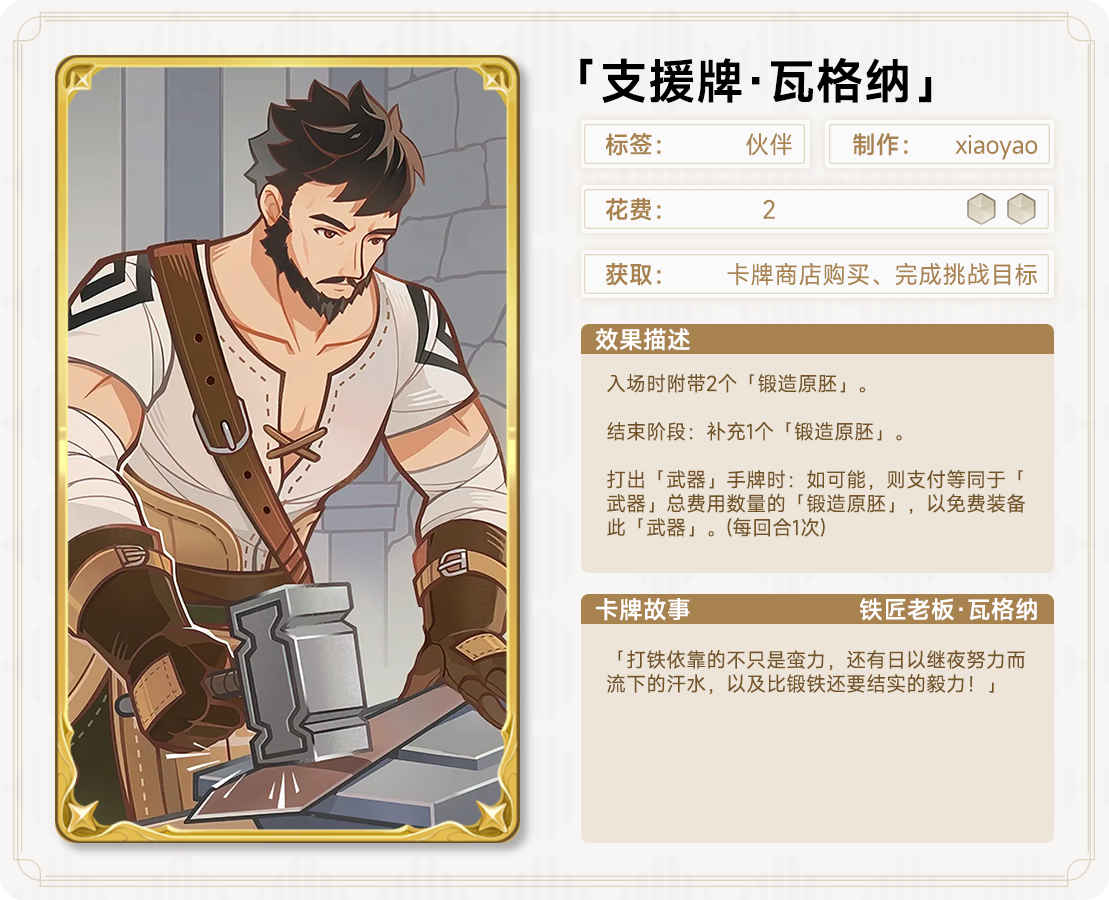 「支援牌·瓦格纳」
标签： 伙伴
制作： xiaoyao
花费： 2
获取： 卡牌商店购买、完成挑战目标
效果描述
入场时附带2个「锻造原胚」。
结束阶段：补充1个「锻造原胚」。
打出「武器」手牌时：如可能，则支付等同于「
武器」总费用数量的「锻造原胚」，以免费装备
此「武器」。(每回合1次)
卡牌故事 铁匠老板·瓦格纳
「打铁依靠的不只是蛮力，还有日以继夜努力而
流下的汗水，以及比锻铁还要结实的毅力！」